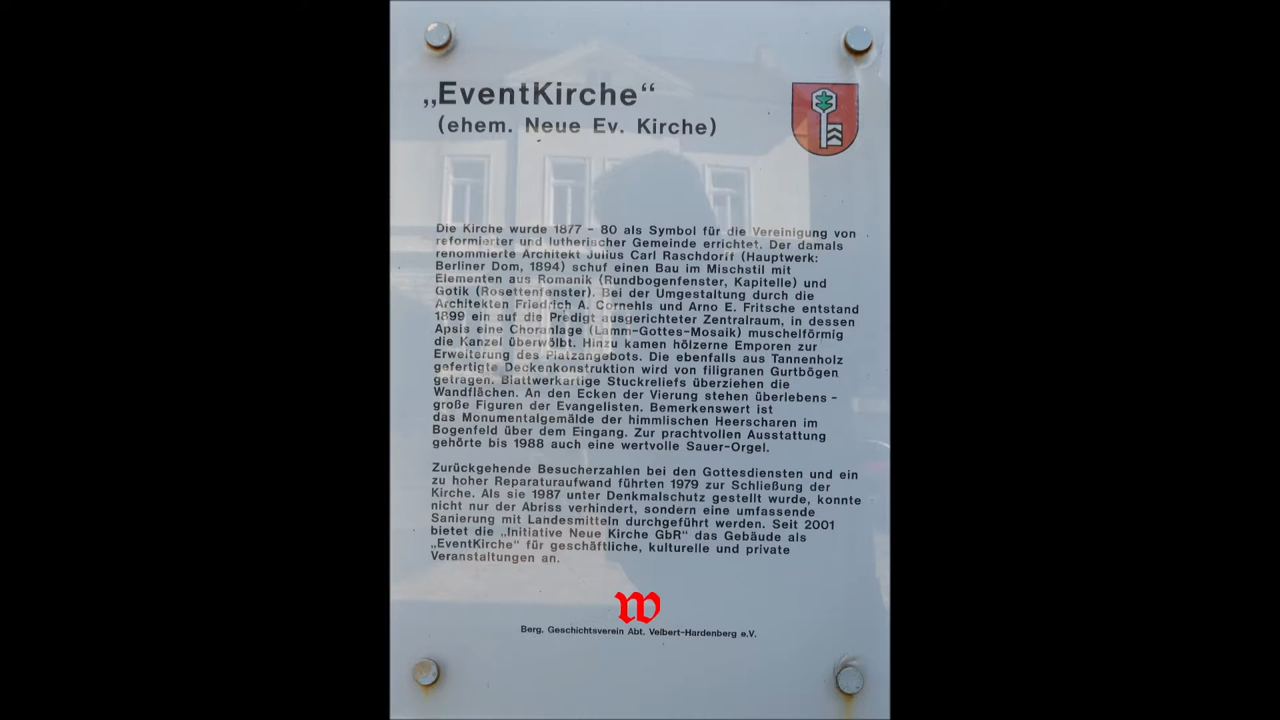 „EventKirche“
(ehem. Neue Ev. Kirche)
Die Kirche wurde 1877 - 80 als Symbol für die Vereinigung von
reformierter und lutherischer Gemeinde errichtet. Der damals
renommierte Architekt Julius Carl Raschdorff (Hauptwerk:
Berliner Dom, 1894) schuf einen Bau im Mischstil mit
Elementen aus Romanik (Rundbogenfenster, Kapitelle) und
Gotik (Rosettenfenster). Bei der Umgestaltung durch die
Architekten Friedrich A. Cornehls und Arno E. Fritsche entstand
1899 ein auf die Predigt ausgerichteter Zentralraum, in dessen
Apsis eine Choranlage (Lamm-Gottes-Mosaik) muschelförmig
die Kanzel überwölbt. Hinzu kamen hölzerne Emporen zur
Erweiterung des Platzangebots. Die ebenfalls aus Tannenholz
gefertigte Deckenkonstruktion wird von filigranen Gurtbögen
getragen. Blattwerkartige Stuckreliefs überziehen die
Wandflächen. An den Ecken der Vierung stehen überlebens -
große Figuren der Evangelisten. Bemerkenswert ist
das Monumentalgemälde der himmlischen Heerscharen im
Bogenfeld über dem Eingang. Zur prachtvollen Ausstattung
gehörte bis 1988 auch eine wertvolle Sauer-Orgel.
Zurückgehende Besucherzahlen bei den Gottesdiensten und ein
zu hoher Reparaturaufwand führten 1979 zur Schließung der
Kirche. Als sie 1987 unter Denkmalschutz gestellt wurde, konnte
nicht nur der Abriss verhindert, sondern eine umfassende
Sanierung mit Landesmitteln durchgeführt werden. Seit 2001
bietet die „Initiative Neue Kirche GbR“ das Gebäude als
„EventKirche“ für geschäftliche, kulturelle und private
Veranstaltungen an.
W
Berg. Geschichtsverein Abt. Velbert-Hardenberg e.V.